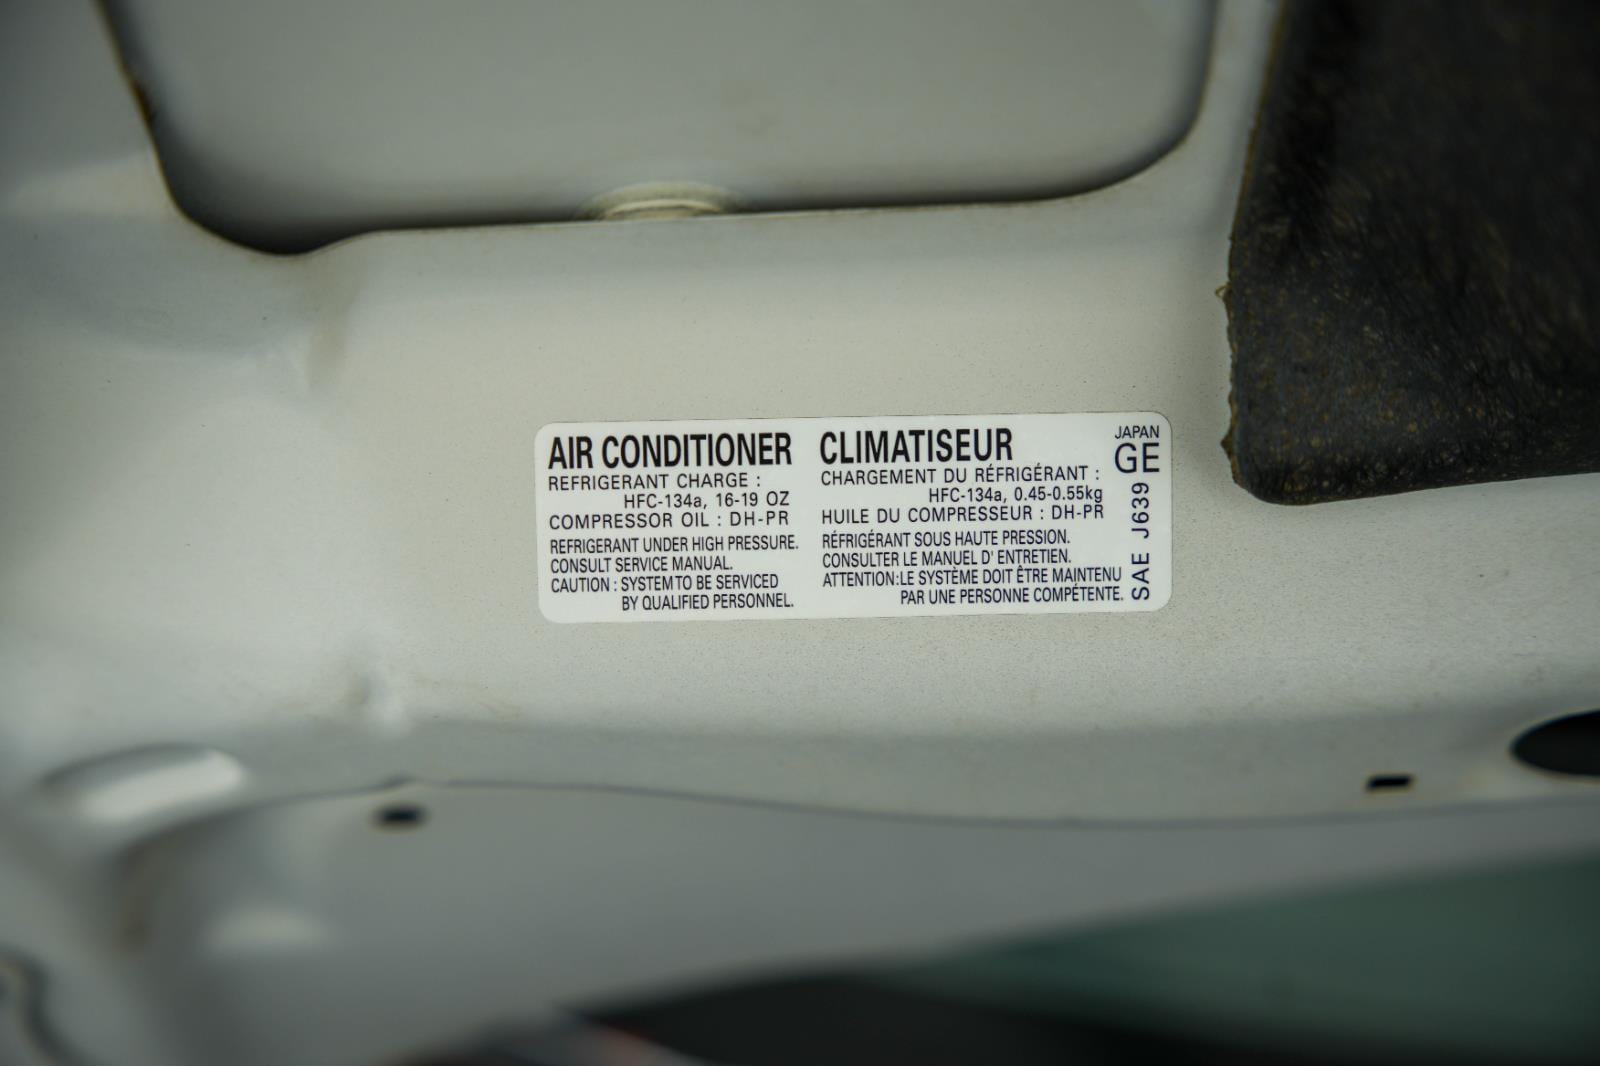 AIR CONDITIONER
REFRIGERANT CHARGE :
HFC-134a, 16-19 OZ
COMPRESSOR OIL : DH-PR
REFRIGERANT UNDER HIGH PRESSURE.
CONSULT SERVICE MANUAL.
CAUTION : SYSTEM TO BE SERVICED
BY QUALIFIED PERSONNEL.
CLIMATISEUR
CHARGEMENT DU RÉFRIGÉRANT :
HFC-134a, 0.45-0.55kg
HUILE DU COMPRESSEUR : DH-PR
RÉFRIGÉRANT SOUS HAUTE PRESSION.
CONSULTER LE MANUEL D' ENTRETIEN.
ATTENTION:LE SYSTÈME DOIT ÊTRE MAINTENU
PAR UNE PERSONNE COMPÉTENTE.
JAPAN
GE
SAE J639